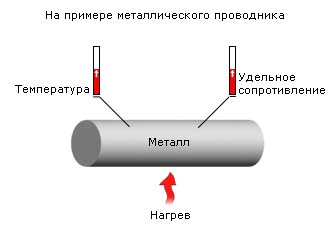 На примере металлического проводника
Температура
Удельное
сопротивление
Металл
Нагрев